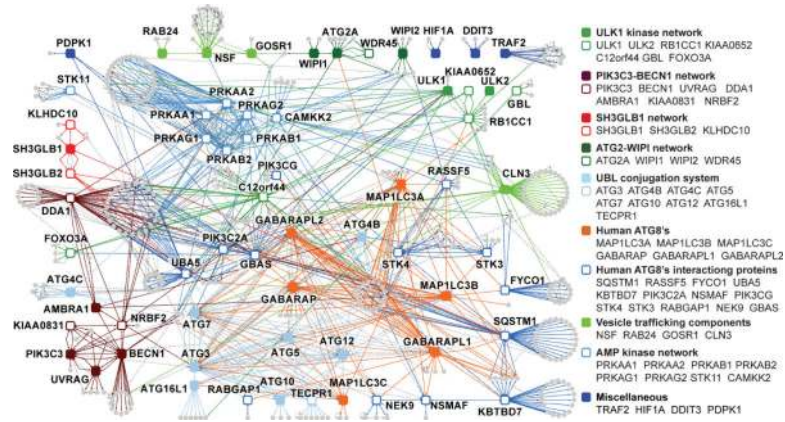 RAB24
NSF
GOSR1
WIPI1
ATG2A
WDR45
WIPI2
HIF1A
DDIT3
TRAF2
PDPK1
STK11
PRKAA2
PRKAG2
PRKAA1
CAMKK2
PRKAG1
PRKAB1
PRKAB2
ULK1
KIAA0652
ULK2
GBL
RB1CC1
KLHDC10
SH3GLB1
SH3GLB2
PIK3CG
C12orf44
RASSF5
CLN3
MAP1LC3A
DDA1
GABARAPL2
ATG4B
FOXO3A
PIK3C2A
UBA5
GBAS
STK4
STK3
ATG4C
FYCO1
AMBRA1
GABARAP
MAP1LC3B
KIAA0831
NRBF2
ATG7
SQSTM1
PIK3C3
BECN1
ATG3
ATG5
ATG12
GABARAPL1
UVRAG
ATG16L1
RABGAP1
ATG10
TECPR1
MAP1LC3C
NEK9
NSMAF
KBTBD7
ULK1 kinase network
ULK1 ULK2 RB1CC1 KIAA0652
C12orf44 GBL FOXO3A
PIK3C3-BECN1 network
PIK3C3 BECN1 UVRAG DDA1
AMBRA1 KIAA0831 NRBF2
SH3GLB1 network
SH3GLB1 SH3GLB2 KLHDC10
ATG2-WIPI network
ATG2A WIPI1 WIPI2 WDR45
UBL conjugation system
ATG3 ATG4B ATG4C ATG5
ATG7 ATG10 ATG12 ATG16L1
TECPR1
Human ATG8's
MAP1LC3A MAP1LC3B MAP1LC3C
GABARAP GABARAPL1 GABARAPL2
Human ATG8's interactiong proteins
SQSTM1 RASSF5 FYCO1 UBA5
KBTBD7 PIK3C2A NSMAF PIK3CG
STK4 STK3 RABGAP1 NEK9 GBAS
Vesicle trafficking components
NSF RAB24 GOSR1 CLN3
AMP kinase network
PRKAA1 PRKAA2 PRKAB1 PRKAB2
PRKAG1 PRKAG2 STK11 CAMKK2
Miscellaneous
TRAF2 HIF1A DDIT3 PDPK1